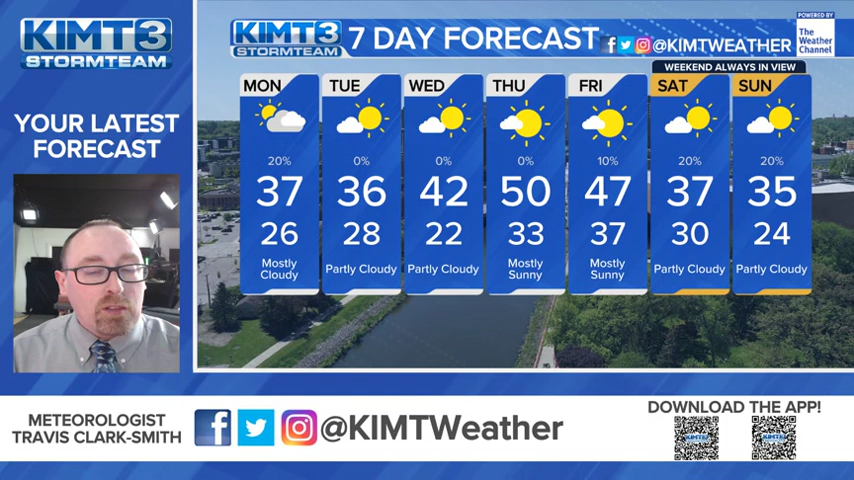 KIMT3
STORMTEAM
KIMT3
STORMTEAM
7 DAY FORECAST
@KIMTWEATHER
POWERED BY
The
Weather
Channel
WEEKEND ALWAYS IN VIEW
YOUR LATEST
FORECAST
MON TUE WED THU FRI SAT SUN
20% 0% 0% 0% 10% 20% 20%
37 36 42 50 47 37 35
26 28 22 33 37 30 24
Mostly
Cloudy
Partly Cloudy
Partly Cloudy
Mostly
Sunny
Mostly
Sunny
Partly Cloudy
Partly Cloudy
METEOROLOGIST
TRAVIS CLARK-SMITH
@KIMTWeather
DOWNLOAD THE APP!
KIMT3
KIMT3